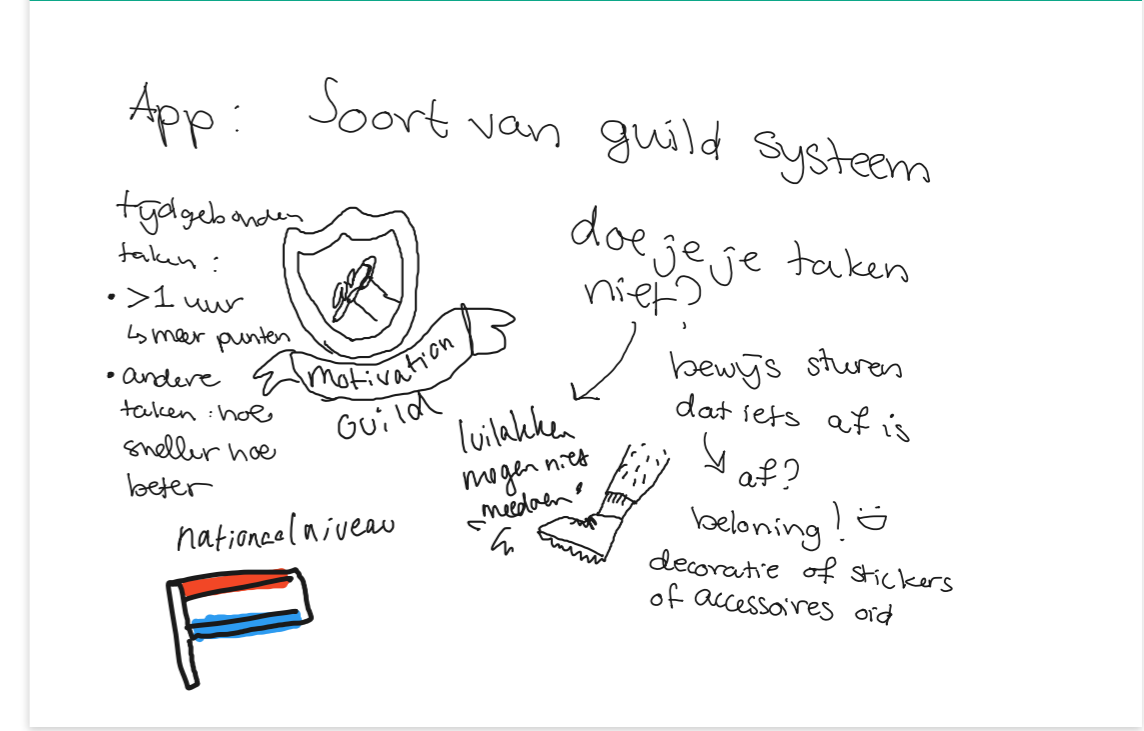 App: Soort van guild systeem
tijdgebonden
taken:
• >1 uur
↳ meer punten
• andere
taken: hoe
sneller hoe
beter
Motivation
Guild
nationaal niveau
doe je je taken
niet?
luilakken
mogen niet
meedoen!
bewijs sturen
dat iets af is
af?
beloning! :D
decoratie of stickers
of accessoires oid